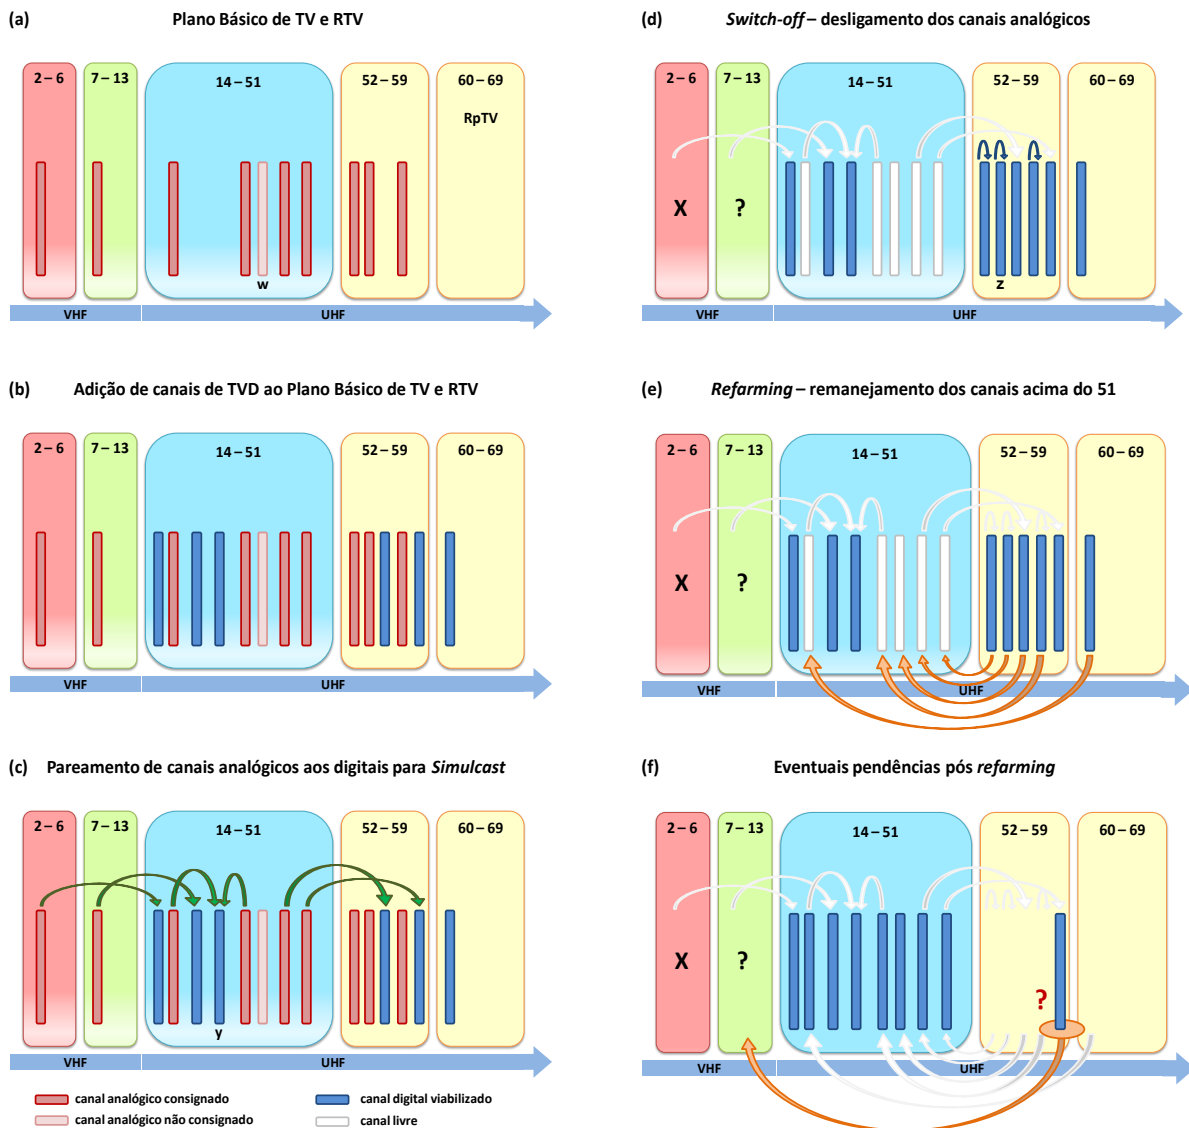 (a) Plano Básico de TV e RTV
2 – 6 7 – 13 14 – 51 52 – 59 60 – 69
RpTV
w
VHF UHF
(b) Adição de canais de TVD ao Plano Básico de TV e RTV
2 – 6 7 – 13 14 – 51 52 – 59 60 – 69
VHF UHF
(c) Pareamento de canais analógicos aos digitais para Simulcast
2 – 6 7 – 13 14 – 51 52 – 59 60 – 69
y
VHF UHF
canal analógico consignado canal digital viabilizado
canal analógico não consignado canal livre
(d) Switch-off – desligamento dos canais analógicos
2 – 6 7 – 13 14 – 51 52 – 59 60 – 69
X ?
z
VHF UHF
(e) Refarming – remanejamento dos canais acima do 51
2 – 6 7 – 13 14 – 51 52 – 59 60 – 69
X ?
VHF UHF
(f) Eventuais pendências pós refarming
2 – 6 7 – 13 14 – 51 52 – 59 60 – 69
X ?
?
VHF UHF